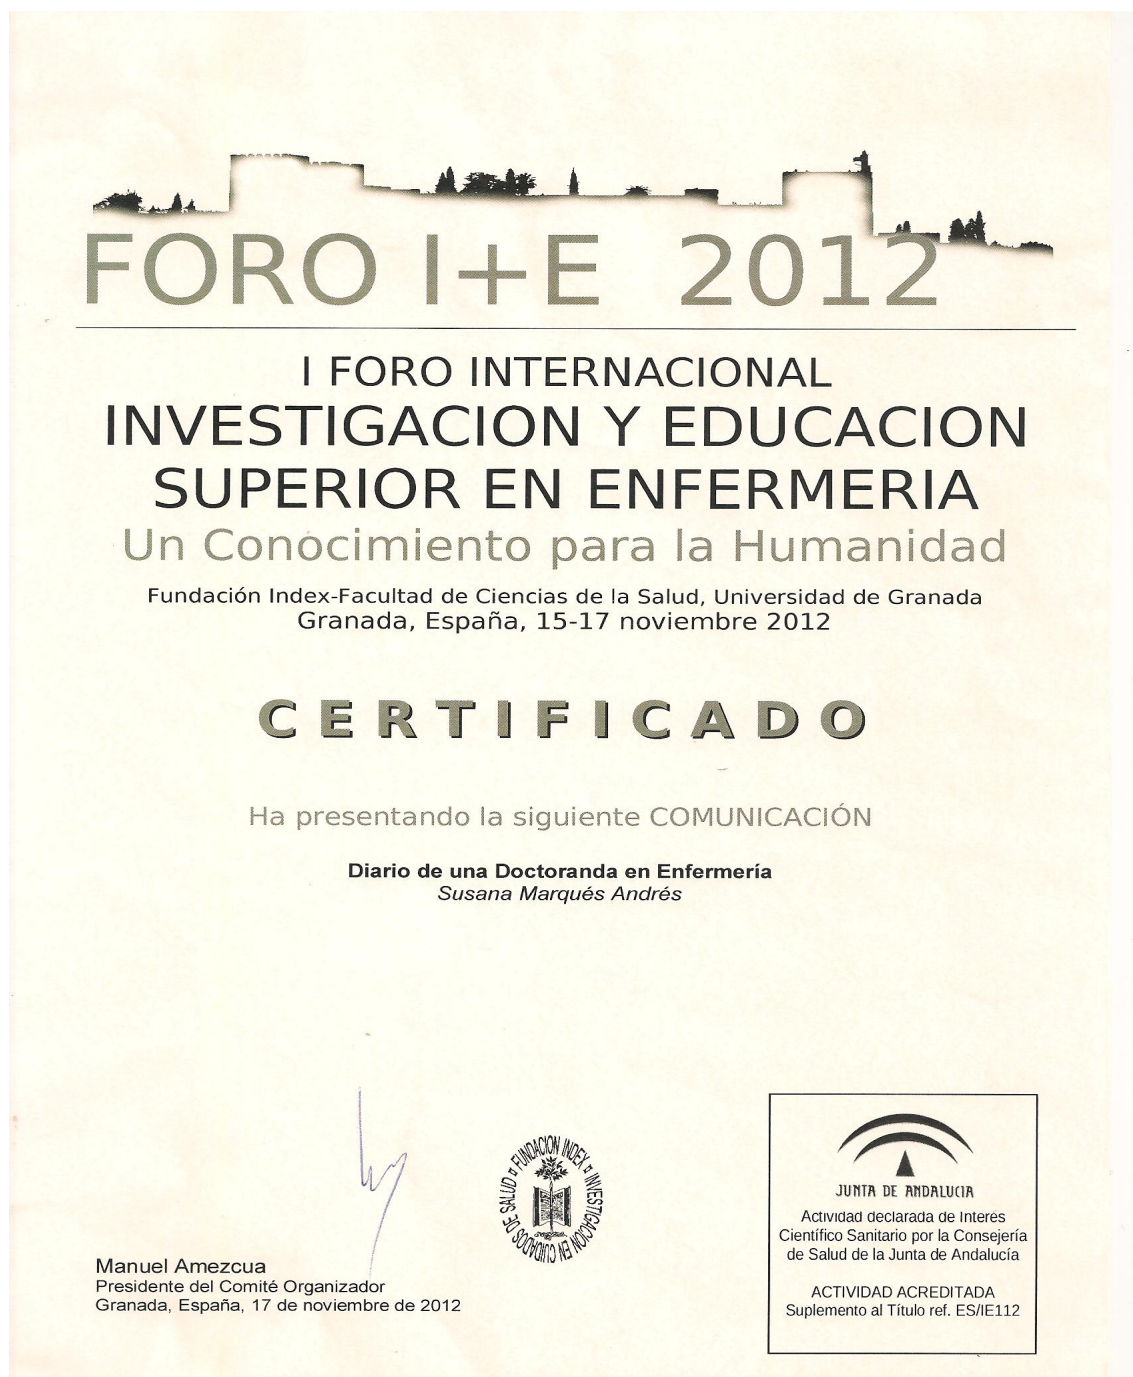 FORO I+E 2012
I FORO INTERNACIONAL
INVESTIGACION Y EDUCACION
SUPERIOR EN ENFERMERIA
Un Conocimiento para la Humanidad
Fundación Index-Facultad de Ciencias de la Salud, Universidad de Granada
Granada, España, 15-17 noviembre 2012
CERTIFICADO
Ha presentando la siguiente COMUNICACIÓN
Diario de una Doctoranda en Enfermería
Susana Marqués Andrés
Manuel Amezcua
Presidente del Comité Organizador
Granada, España, 17 de noviembre de 2012
FUNDACION INDEX ¤ INVESTIGACION EN CUIDADOS DE SALUD ¤
JUNTA DE ANDALUCIA
Actividad declarada de Interés
Científico Sanitario por la Consejería
de Salud de la Junta de Andalucía
ACTIVIDAD ACREDITADA
Suplemento al Título ref. ES/IE112